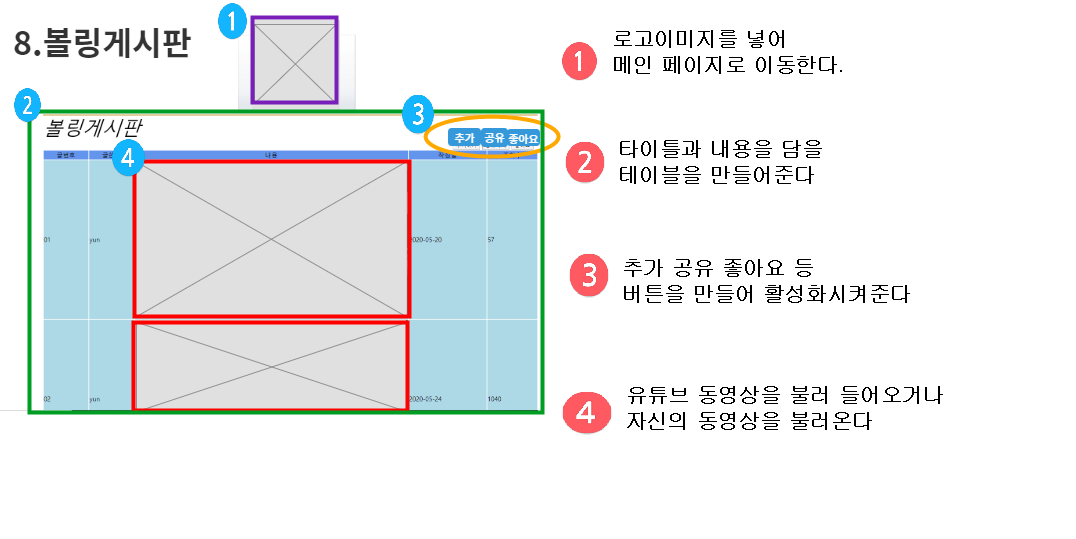 8.볼링게시판
1
2
볼링게시판
3
추가 공유 좋아요
글번호
내용
4
01 yun 2020-05-20 57
02 yun 2020-05-24 1040
1
로고이미지를 넣어
메인 페이지로 이동한다.
2
타이틀과 내용을 담을
테이블을 만들어준다
3
추가 공유 좋아요 등
버튼을 만들어 활성화시켜준다
4
유튜브 동영상을 불러 들어오거나
자신의 동영상을 불러온다